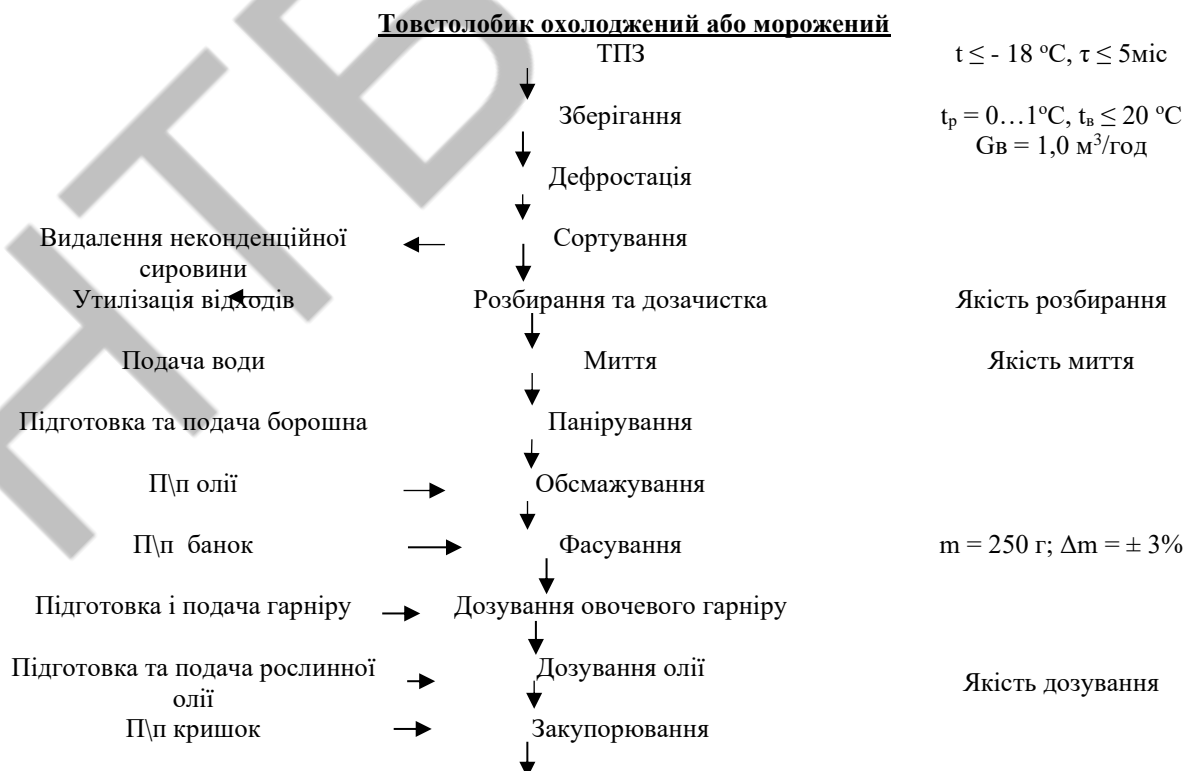 Товстолобик охолоджений або морожений
ТПЗ t ≤ - 18 ºС, τ ≤ 5міс
Зберігання tр = 0…1ºС, tв ≤ 20 ºС
Gв = 1,0 м³/год
Дефростація
Видалення неконденційної Сортування
сировини
Утилізація відходів Розбирання та дозачистка Якість розбирання
Подача води Миття Якість миття
Підготовка та подача борошна Панірування
П\п олії Обсмажування
П\п банок Фасування m = 250 г; Δm = ± 3%
Підготовка і подача гарніру Дозування овочевого гарніру
Підготовка та подача рослинної Дозування олії Якість дозування
олії
П\п кришок Закупорювання
НТБ